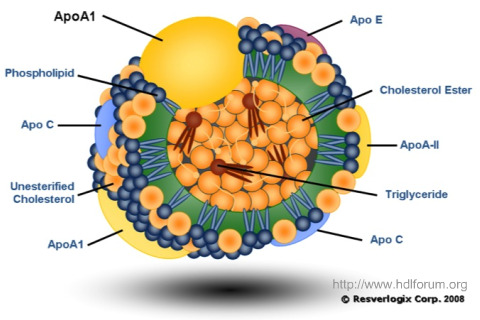 ApoA1
Apo E
Phospholipid
Cholesterol Ester
Apo C
ApoA-II
Unesterified
Cholesterol
Triglyceride
ApoA1
Apo C
http://www.hdlforum.org
© Resverlogix Corp. 2008